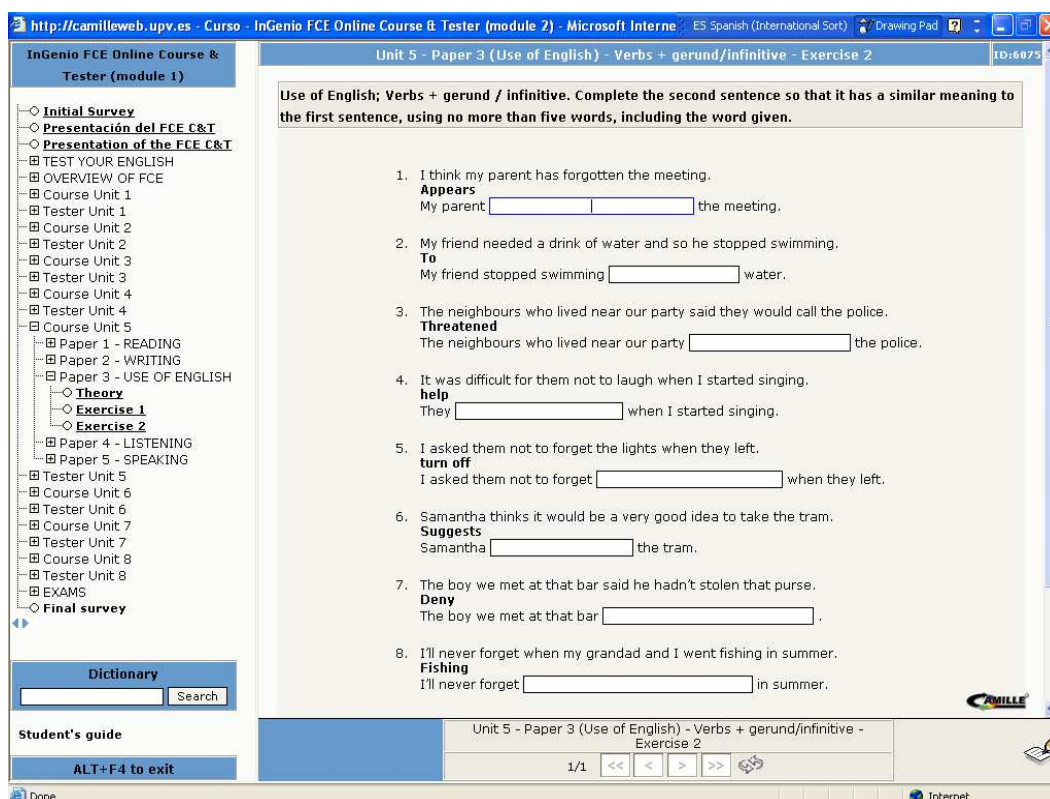 http://camilleweb.upv.es - Curso - InGenio FCE Online Course & Tester (module 2) - Microsoft Interne
ES Spanish (International Sort)
Drawing Pad
InGenio FCE Online Course &
Tester (module 1)
Unit 5 - Paper 3 (Use of English) - Verbs + gerund/infinitive - Exercise 2
ID:6075
Initial Survey
Presentación del FCE C&T
Presentation of the FCE C&T
TEST YOUR ENGLISH
OVERVIEW OF FCE
Course Unit 1
Tester Unit 1
Course Unit 2
Tester Unit 2
Course Unit 3
Tester Unit 3
Course Unit 4
Tester Unit 4
Course Unit 5
Paper 1 - READING
Paper 2 - WRITING
Paper 3 - USE OF ENGLISH
Theory
Exercise 1
Exercise 2
Paper 4 - LISTENING
Paper 5 - SPEAKING
Tester Unit 5
Course Unit 6
Tester Unit 6
Course Unit 7
Tester Unit 7
Course Unit 8
Tester Unit 8
EXAMS
Final survey
Dictionary
Search
Student's guide
ALT+F4 to exit
Use of English; Verbs + gerund / infinitive. Complete the second sentence so that it has a similar meaning to
the first sentence, using no more than five words, including the word given.
1. I think my parent has forgotten the meeting.
Appears
My parent the meeting.
2. My friend needed a drink of water and so he stopped swimming.
To
My friend stopped swimming water.
3. The neighbours who lived near our party said they would call the police.
Threatened
The neighbours who lived near our party the police.
4. It was difficult for them not to laugh when I started singing.
help
They when I started singing.
5. I asked them not to forget the lights when they left.
turn off
I asked them not to forget when they left.
6. Samantha thinks it would be a very good idea to take the tram.
Suggests
Samantha the tram.
7. The boy we met at that bar said he hadn't stolen that purse.
Deny
The boy we met at that bar .
8. I'll never forget when my grandad and I went fishing in summer.
Fishing
I'll never forget in summer.
CAMILLE
Unit 5 - Paper 3 (Use of English) - Verbs + gerund/infinitive -
Exercise 2
1/1 << < > >>
Done
Internet